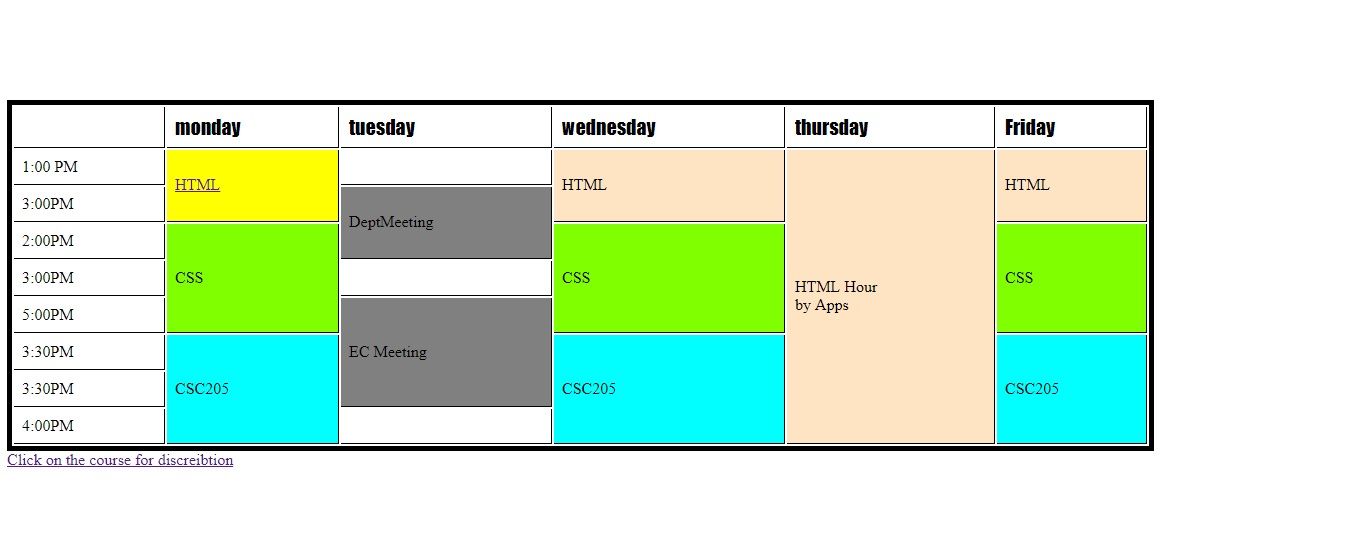 monday tuesday wednesday thursday Friday
1:00 PM HTML HTML HTML
3:00PM DeptMeeting
2:00PM
3:00PM CSS CSS CSS HTML Hour
by Apps
5:00PM
3:30PM EC Meeting
3:30PM CSC205 CSC205 CSC205
4:00PM
Click on the course for discreibtion